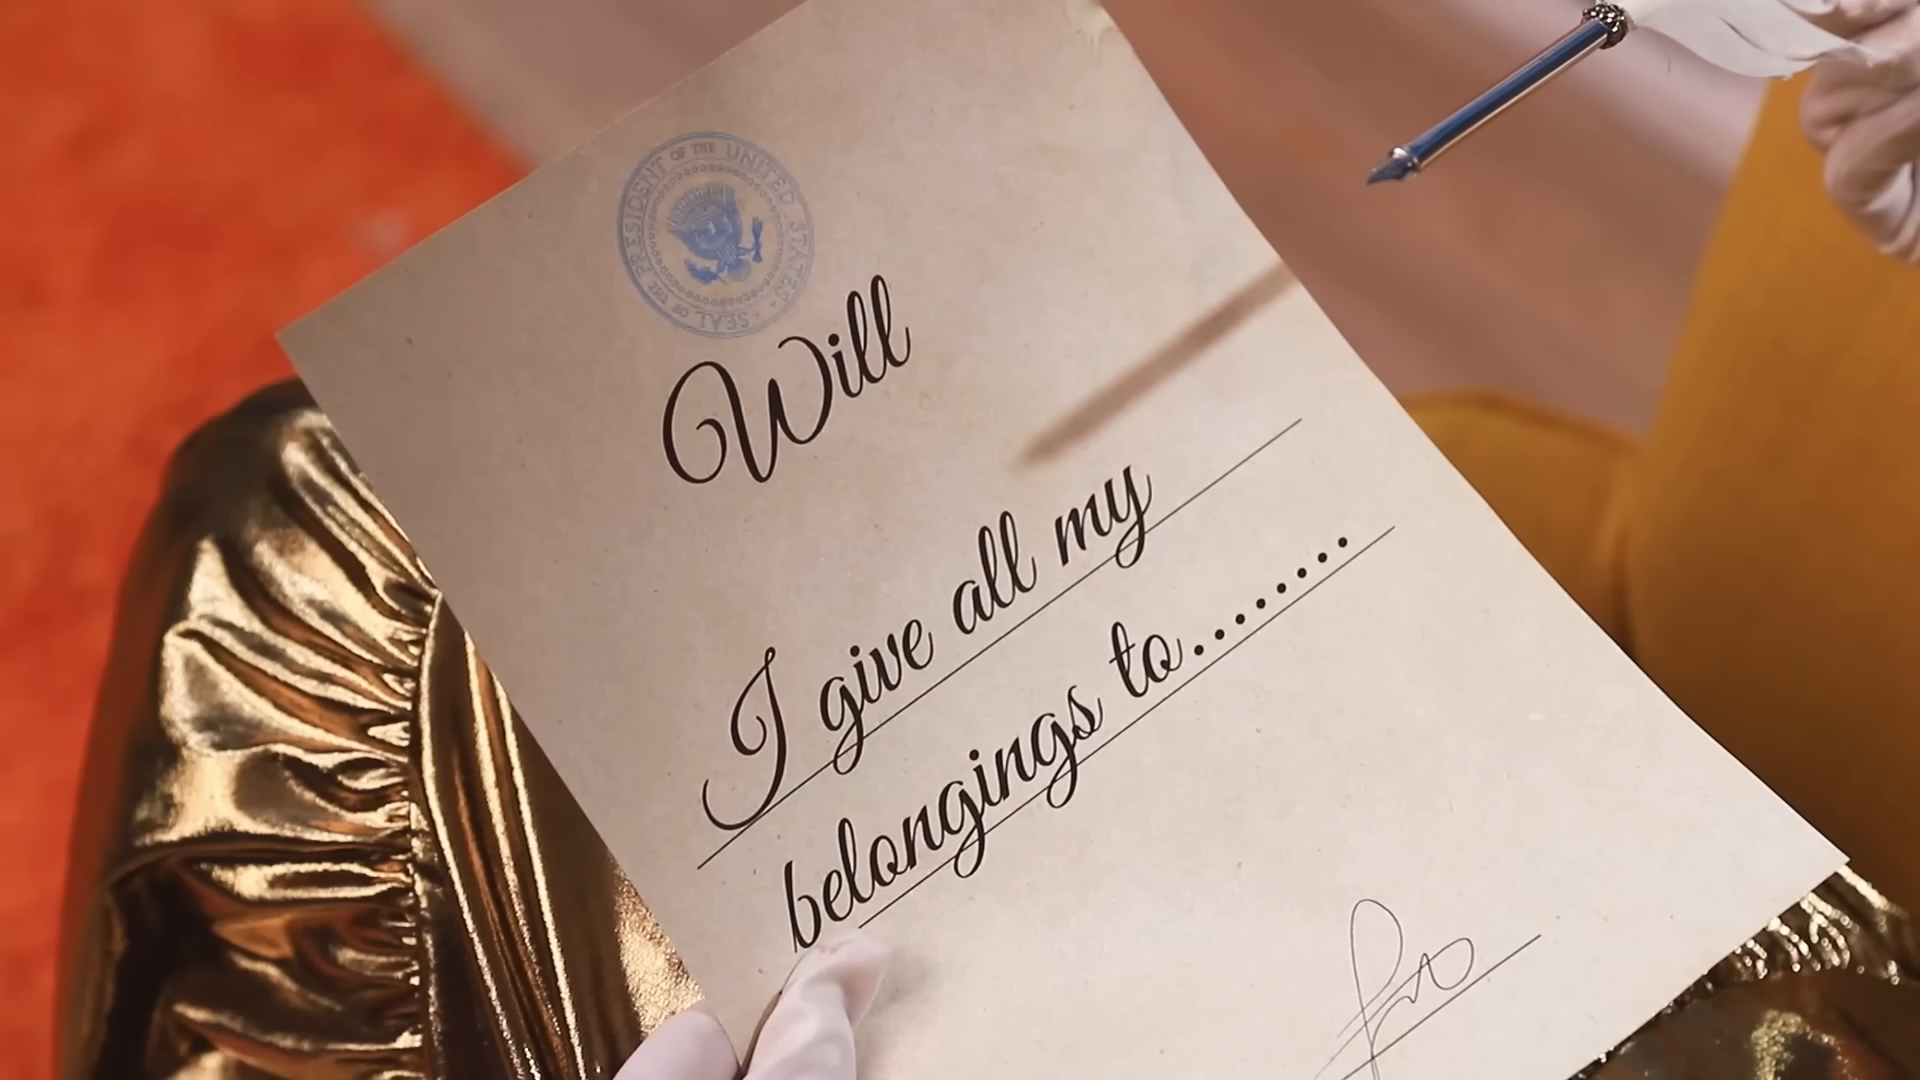 SEAL OF THE PRESIDENT OF THE UNITED STATES
Will
I give all my
belongings to........